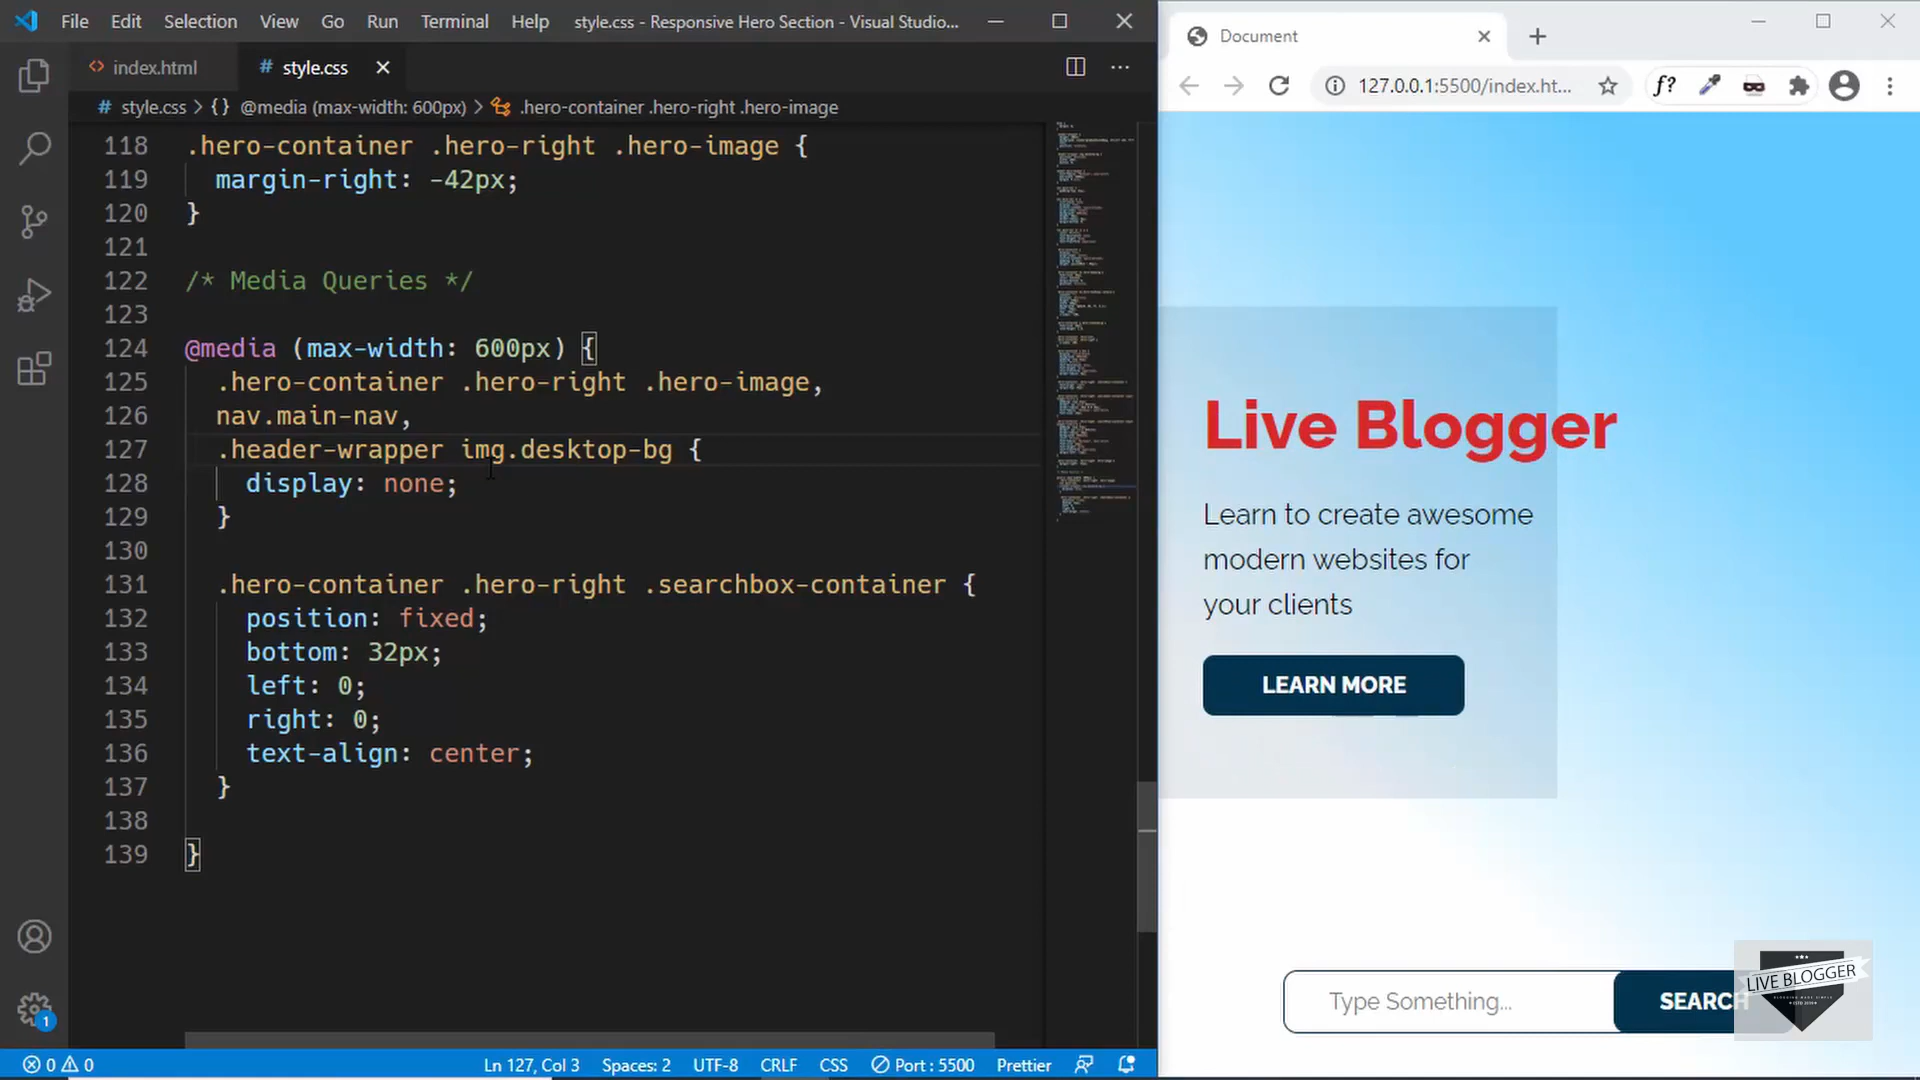 File Edit Selection View Go Run Terminal Help style.css - Responsive Hero Section - Visual Studio...
index.html
# style.css
# style.css > {} @media (max-width: 600px) > .hero-container .hero-right .hero-image
118 .hero-container .hero-right .hero-image {
119 margin-right: -42px;
120 }
121
122 /* Media Queries */
123
124 @media (max-width: 600px) {
125 .hero-container .hero-right .hero-image,
126 nav.main-nav,
127 .header-wrapper img.desktop-bg {
128 display: none;
129 }
130
131 .hero-container .hero-right .searchbox-container {
132 position: fixed;
133 bottom: 32px;
134 left: 0;
135 right: 0;
136 text-align: center;
137 }
138
139 }
1
0 0 Ln 127, Col 3 Spaces: 2 UTF-8 CRLF CSS Port : 5500 Prettier
Document
127.0.0.1:5500/index.ht...
f?
Live Blogger
Learn to create awesome
modern websites for
your clients
LEARN MORE
Type Something...
SEARCH
LIVE BLOGGER